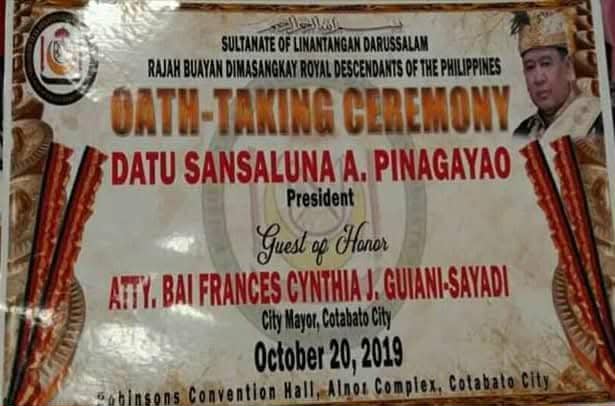 SULTANATE OF LINANTANGAN DARUSSALAM
RAJAH BUAYAN DIMASANGKAY ROYAL DESCENDANTS OF THE PHILIPPINES
OATH-TAKING CEREMONY
DATU SANSALUNA A. PINAGAYAO
President
Guest of Honor
ATTY. BAI FRANCES CYNTHIA J. GUIANI-SAYADI
City Mayor, Cotabato City
October 20, 2019
Robinsons Convention Hall, Alnor Complex, Cotabato City